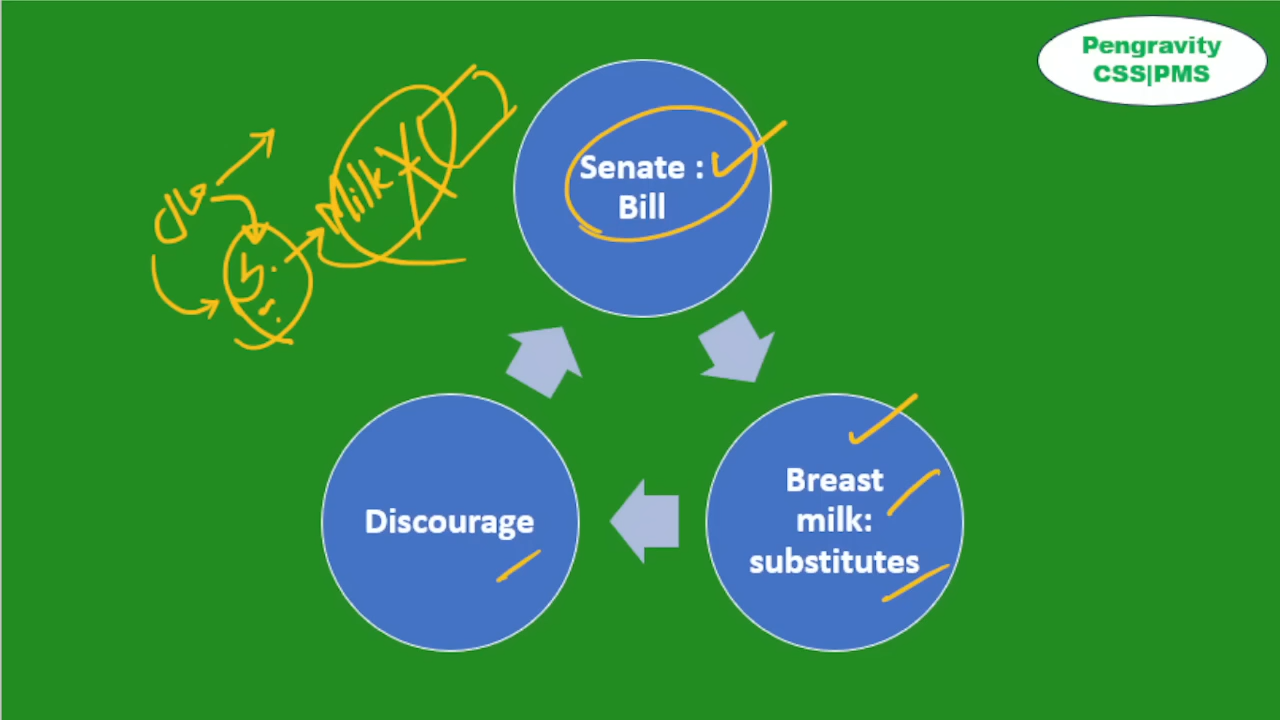 Pengravity
CSS|PMS
Senate :
Bill
Milk
Breast
milk:
substitutes
Discourage